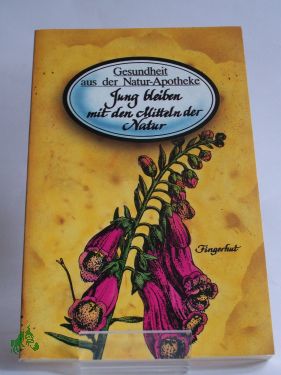 Gesundheit
aus der Natur-Apotheke
Jung bleiben
mit den Mitteln der
Natur
Fingerhut